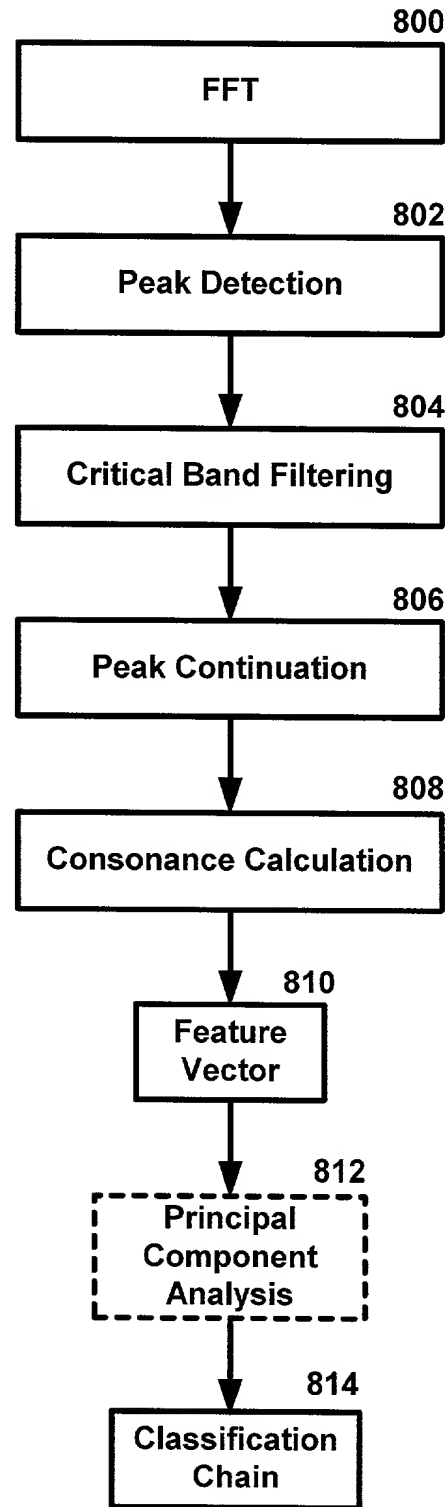 800
FFT
802
Peak Detection
804
Critical Band Filtering
806
Peak Continuation
808
Consonance Calculation
810
Feature
Vector
812
Principal
Component
Analysis
814
Classification
Chain